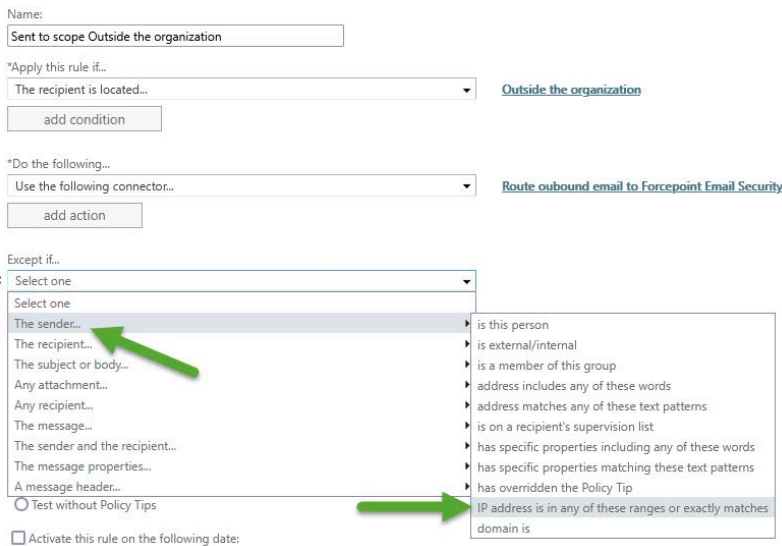 Name:
Sent to scope Outside the organization
*Apply this rule if...
The recipient is located...
Outside the organization
add condition
*Do the following...
Use the following connector...
Route oubound email to Forcepoint Email Security
add action
Except if...
Select one
Select one
The sender...
The recipient...
The subject or body...
Any attachment...
Any recipient...
The message...
The sender and the recipient...
The message properties...
A message header...
is this person
is external/internal
is a member of this group
address includes any of these words
address matches any of these text patterns
is on a recipient's supervision list
has specific properties including any of these words
has specific properties matching these text patterns
has overridden the Policy Tip
IP address is in any of these ranges or exactly matches
domain is
Test without Policy Tips
Activate this rule on the following date: